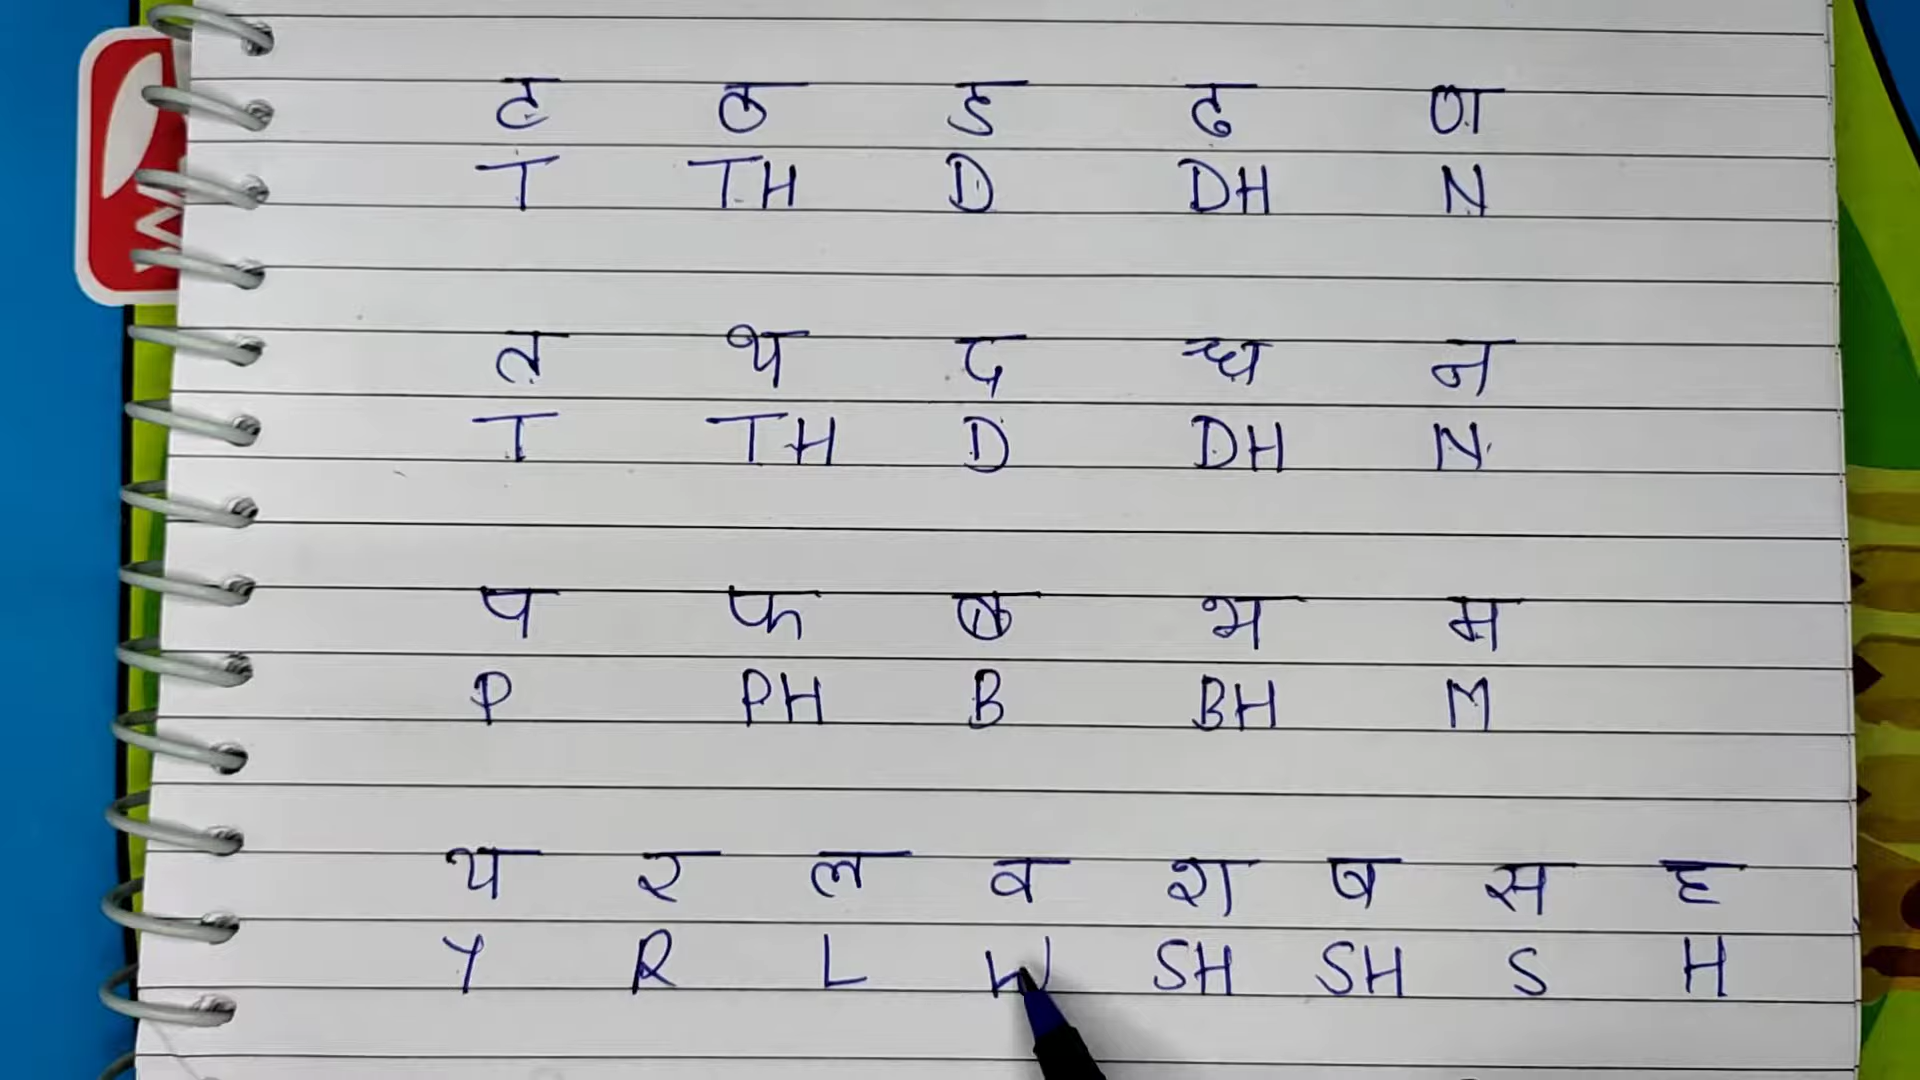 ट ठ ड ढ ण
T TH D DH N
त थ द ध न
T TH D DH N
प फ ब भ म
P PH B BH M
य र ल व श ष स ह
Y R L W SH SH S H